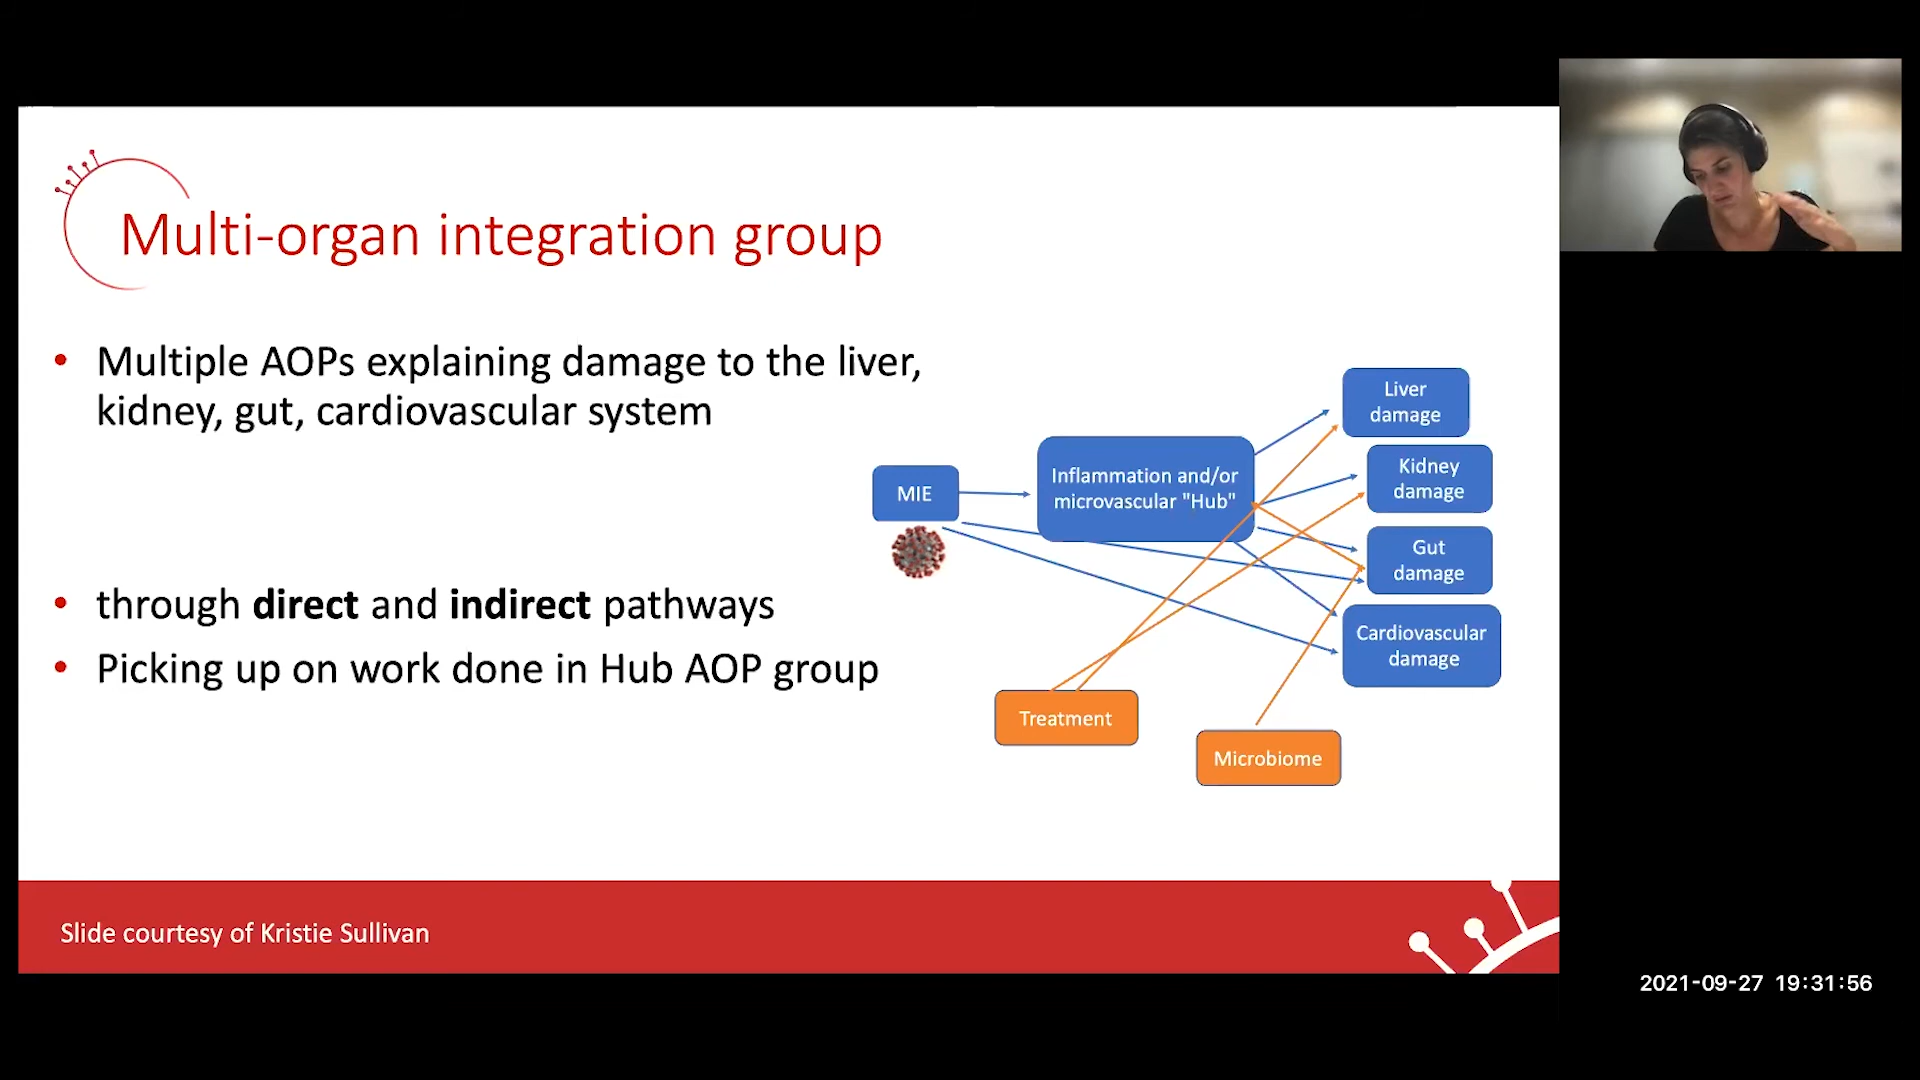 Multi-organ integration group
• Multiple AOPs explaining damage to the liver,
kidney, gut, cardiovascular system
• through direct and indirect pathways
• Picking up on work done in Hub AOP group
MIE
Inflammation and/or
microvascular "Hub"
Liver
damage
Kidney
damage
Gut
damage
Cardiovascular
damage
Treatment
Microbiome
Slide courtesy of Kristie Sullivan
2021-09-27 19:31:56